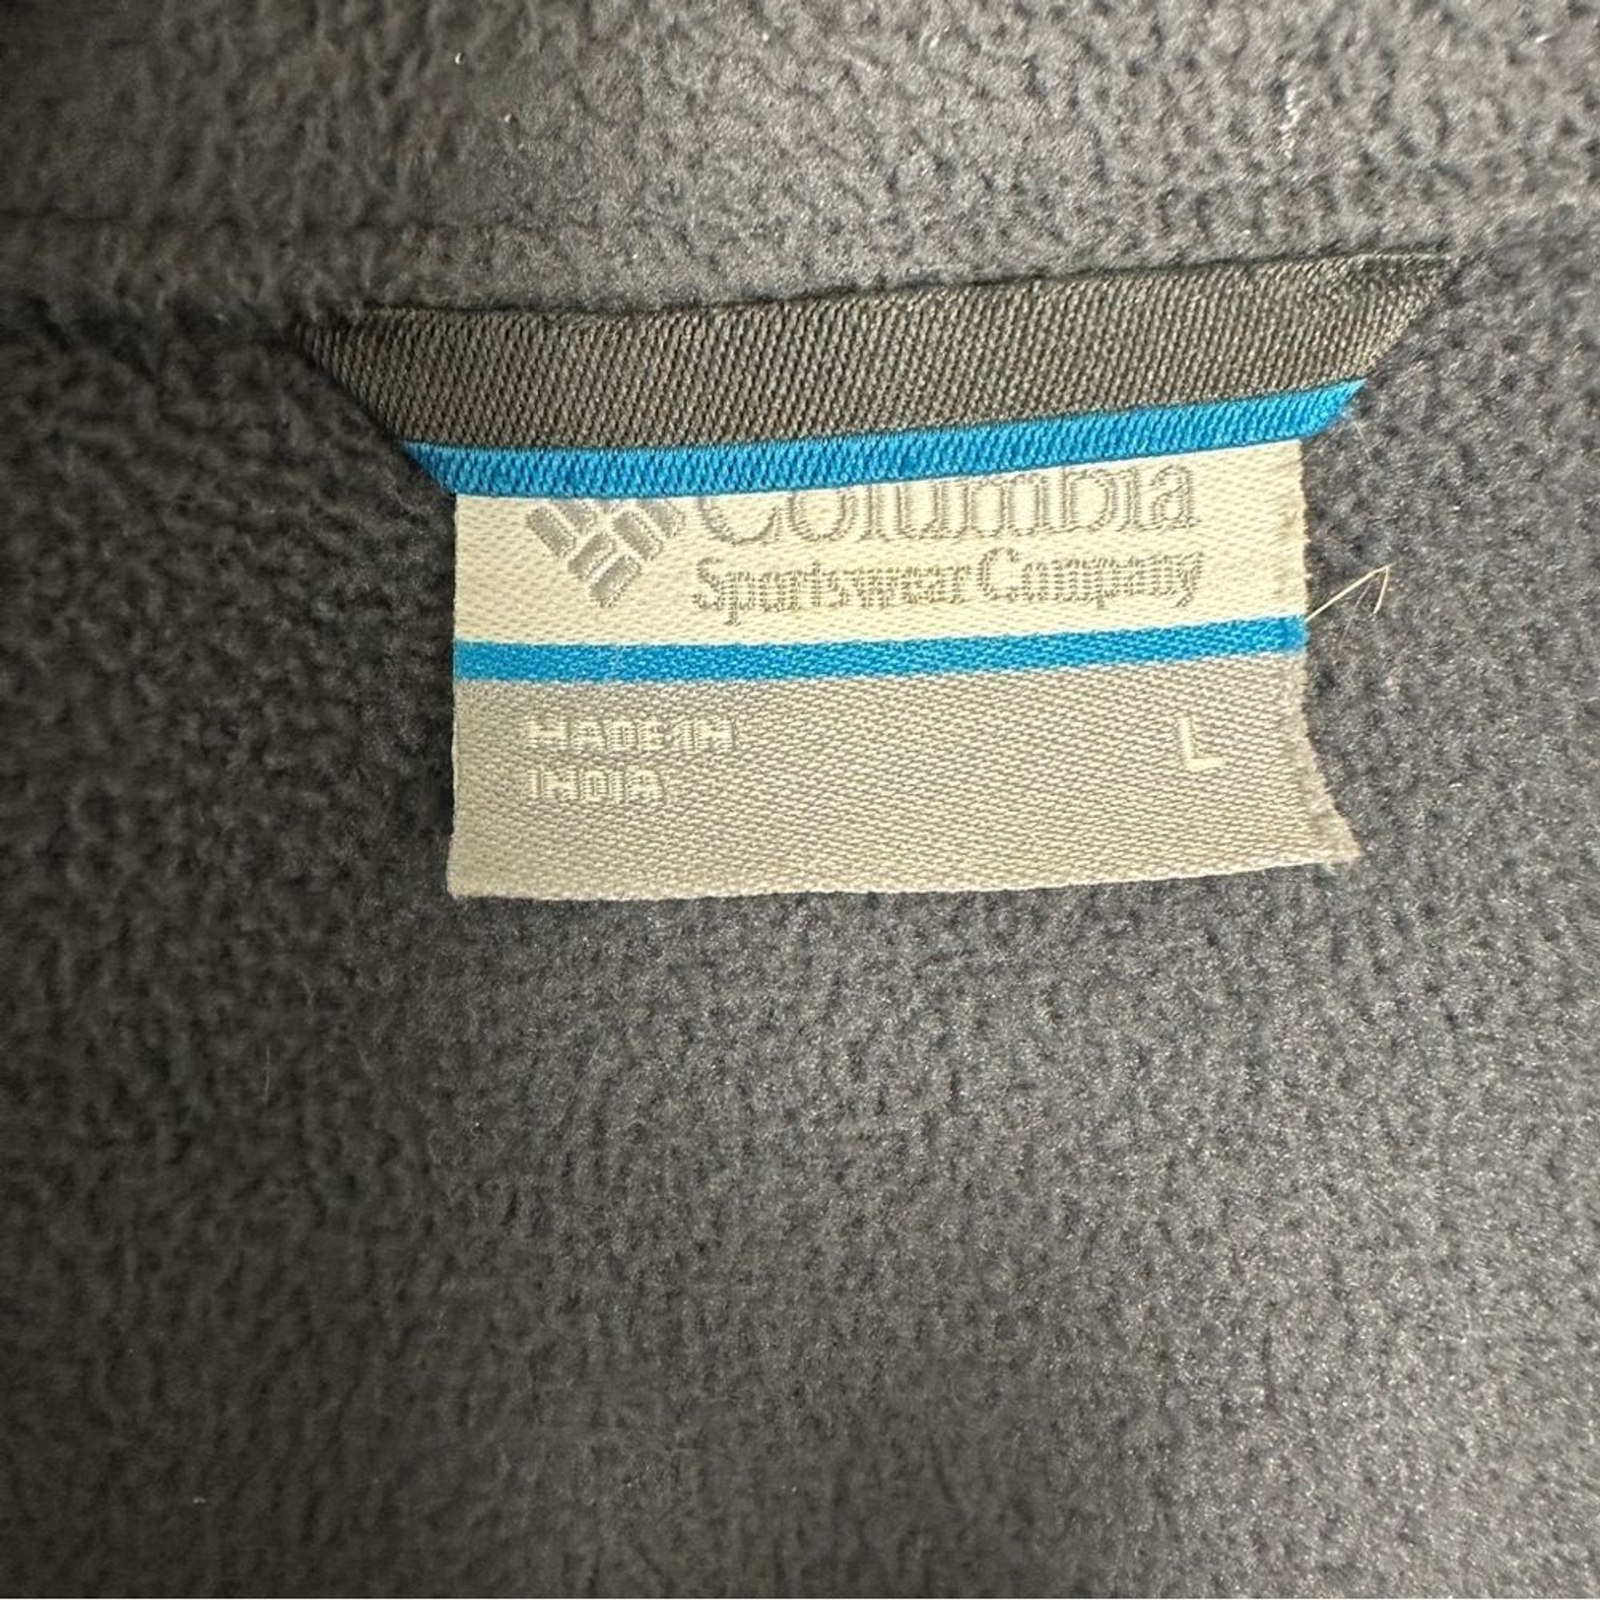 Columbia
Sportswear Company
MADE IN
INDIA
L